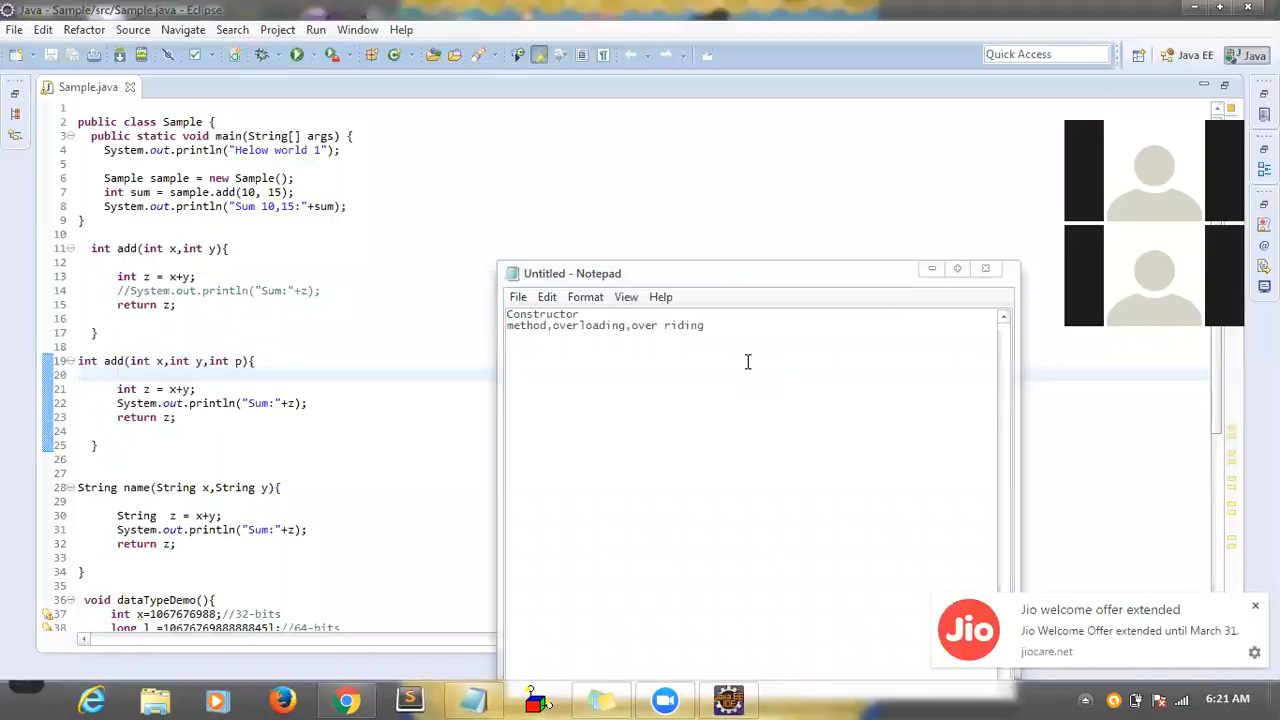 Java - Sample/src/Sample.java - Eclipse
File Edit Refactor Source Navigate Search Project Run Window Help
Quick Access
Java EE
Java
Sample.java
1
2 public class Sample {
3 public static void main(String[] args) {
4 System.out.println("Helow world 1");
5
6 Sample sample = new Sample();
7 int sum = sample.add(10, 15);
8 System.out.println("Sum 10,15:"+sum);
9 }
10
11 int add(int x,int y){
12
13 int z = x+y;
14 //System.out.println("Sum:"+z);
15 return z;
16
17 }
18
19 int add(int x,int y,int p){
20
21 int z = x+y;
22 System.out.println("Sum:"+z);
23 return z;
24
25 }
26
27
28 String name(String x,String y){
29
30 String z = x+y;
31 System.out.println("Sum:"+z);
32 return z;
33
34 }
35
36 void dataTypeDemo(){
37 int x=1067676988;//32-bits
38 long l =1067676988888845l;//64-bits
Untitled - Notepad
File Edit Format View Help
Constructor
method,overloading,over riding
Jio
Jio welcome offer extended
Jio Welcome Offer extended until March 31.
jiocare.net
Java EE
IDE
6:21 AM